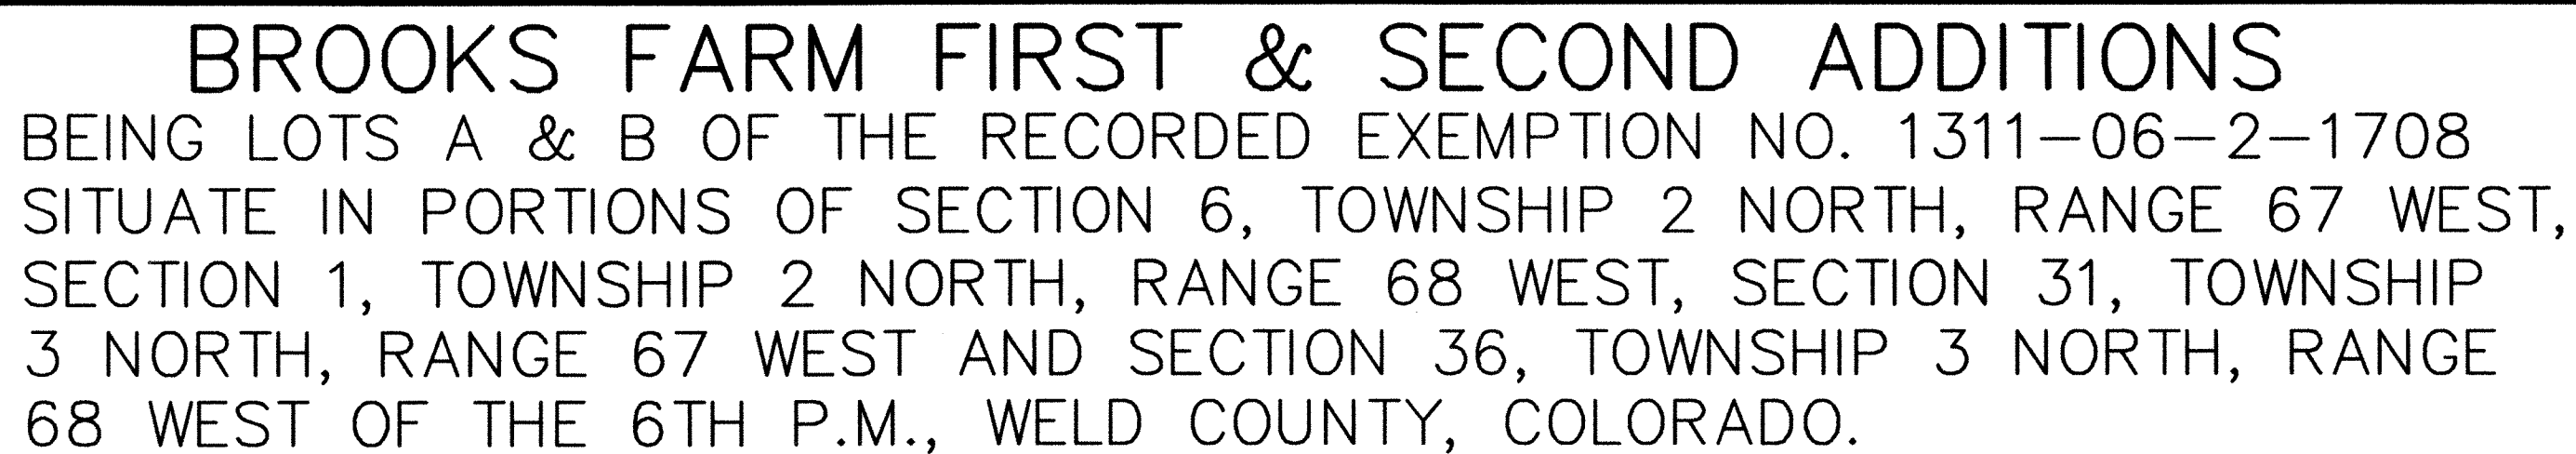 BROOKS FARM FIRST & SECOND ADDITIONS
BEING LOTS A & B OF THE RECORDED EXEMPTION NO. 1311-06-2-1708
SITUATE IN PORTIONS OF SECTION 6, TOWNSHIP 2 NORTH, RANGE 67 WEST,
SECTION 1, TOWNSHIP 2 NORTH, RANGE 68 WEST, SECTION 31, TOWNSHIP
3 NORTH, RANGE 67 WEST AND SECTION 36, TOWNSHIP 3 NORTH, RANGE
68 WEST OF THE 6TH P.M., WELD COUNTY, COLORADO.